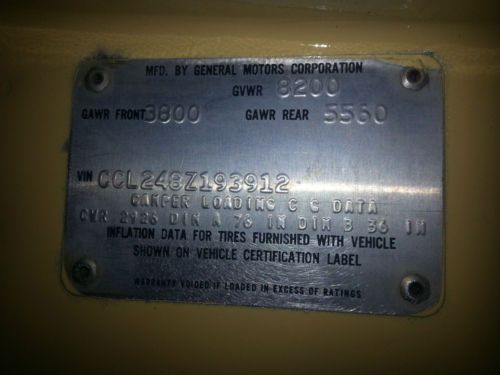 MFD. BY GENERAL MOTORS CORPORATION
GVWR 8200
GAWR FRONT 3800 GAWR REAR 5550
VIN CCL248Z193912
CAMPER LOADING C G DATA
CWR 2926 DIM A 76 IN DIM B 36 IN
INFLATION DATA FOR TIRES FURNISHED WITH VEHICLE
SHOWN ON VEHICLE CERTIFICATION LABEL
WARRANTY VOIDED IF LOADED IN EXCESS OF RATINGS